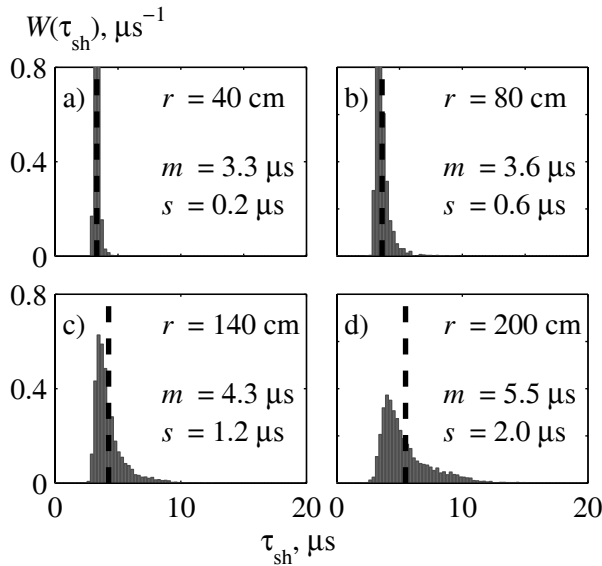 W(τsh), μs⁻¹
0.8
0.4
0
a) r = 40 cm
m = 3.3 μs
s = 0.2 μs
b) r = 80 cm
m = 3.6 μs
s = 0.6 μs
0.8
0.4
0
c) r = 140 cm
m = 4.3 μs
s = 1.2 μs
d) r = 200 cm
m = 5.5 μs
s = 2.0 μs
0 10 20 0 10 20
τsh, μs